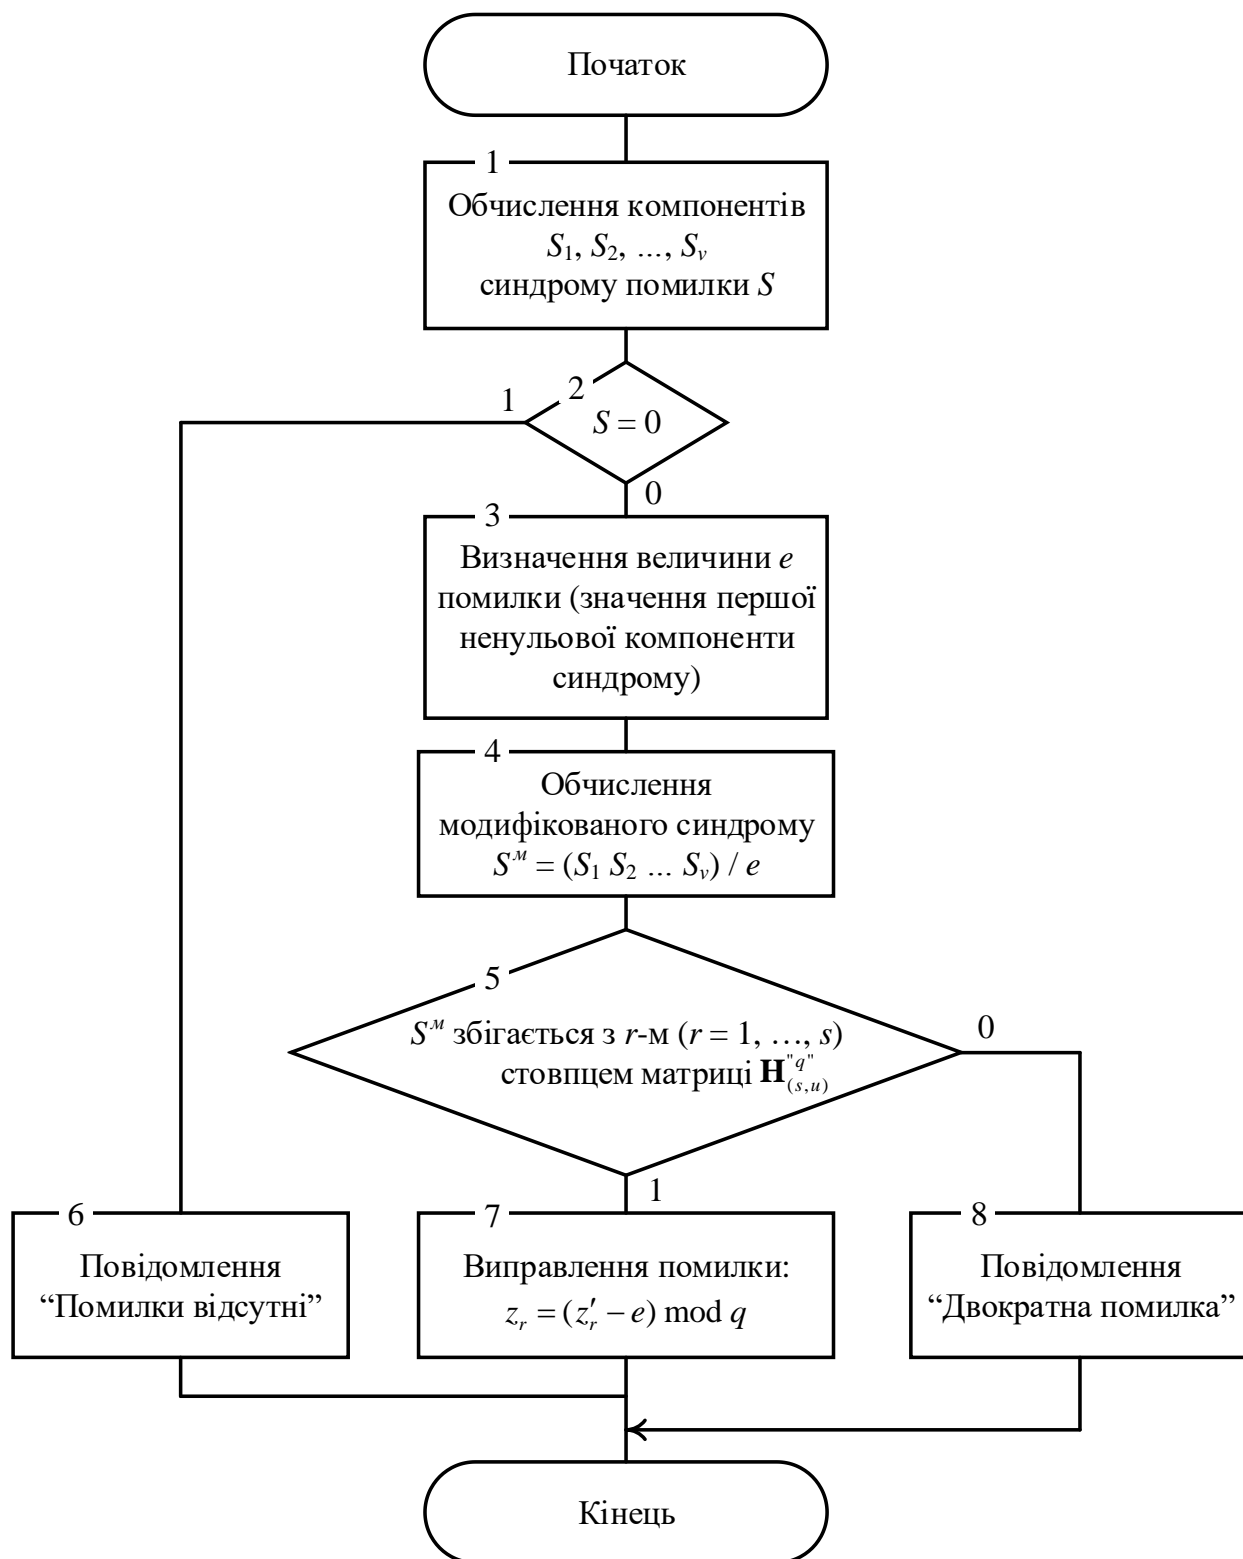 Початок
1
Обчислення компонентів
S₁, S₂, ..., Sᵥ
синдрому помилки S
1
2
S = 0
0
3
Визначення величини e
помилки (значення першої
ненульової компоненти
синдрому)
4
Обчислення
модифікованого синдрому
Sᴹ = (S₁ S₂ ... Sᵥ) / e
5
Sᴹ збігається з r-м (r = 1, …, s)
стовпцем матриці H"q"(s,u)
0
1
6
Повідомлення
“Помилки відсутні”
7
Виправлення помилки:
zᵣ = (z′ᵣ − e) mod q
8
Повідомлення
“Двократна помилка”
Кінець